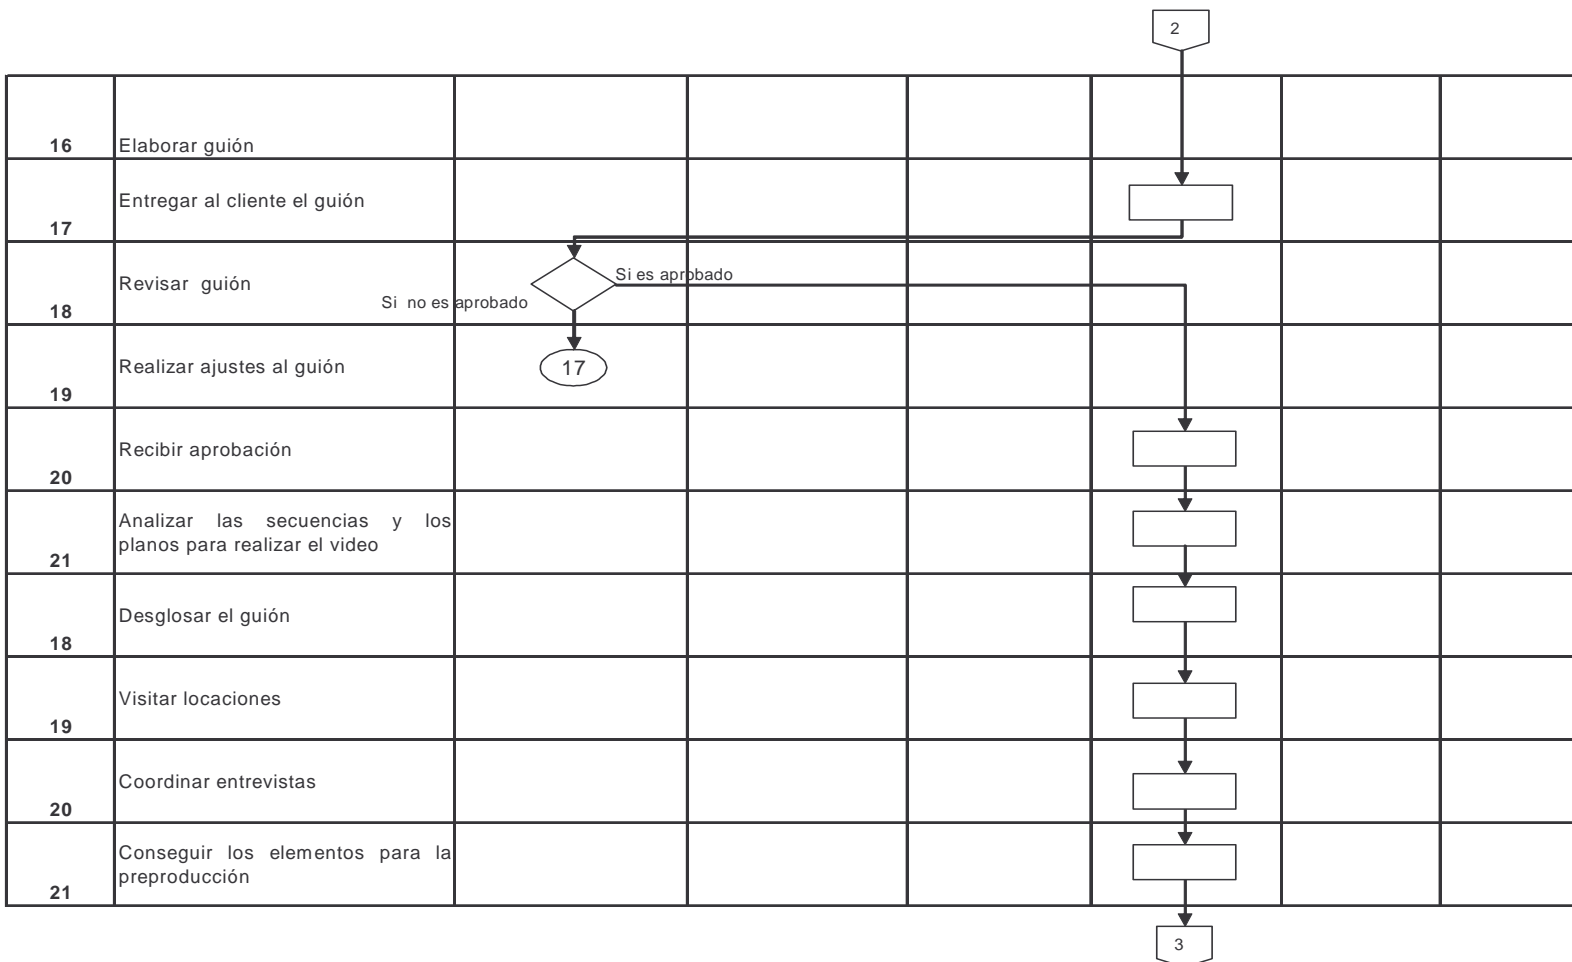 2
16 Elaborar guión
Entregar al cliente el guión
17
Revisar guión
Si es aprobado
Si no es aprobado
18
Realizar ajustes al guión
17
19
Recibir aprobación
20
Analizar las secuencias y los
planos para realizar el video
21
Desglosar el guión
18
Visitar locaciones
19
Coordinar entrevistas
20
Conseguir los elementos para la
preproducción
21
3